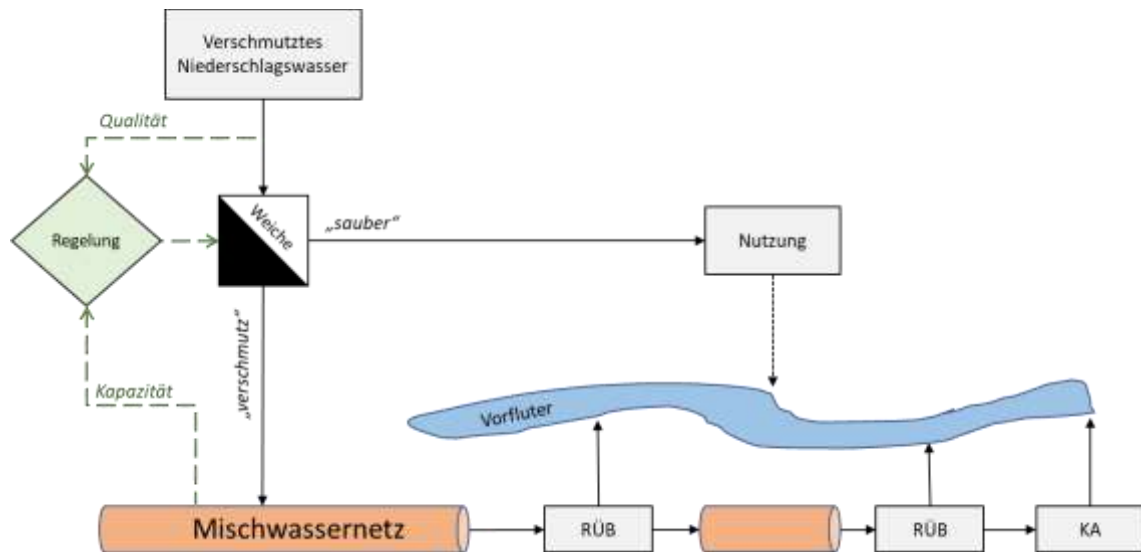 Verschmutztes
Niederschlagswasser
Qualität
Weiche
„sauber“
Regelung
Nutzung
„verschmutz“
Kapazität
Vorfluter
Mischwassernetz
RÜB
RÜB
KA